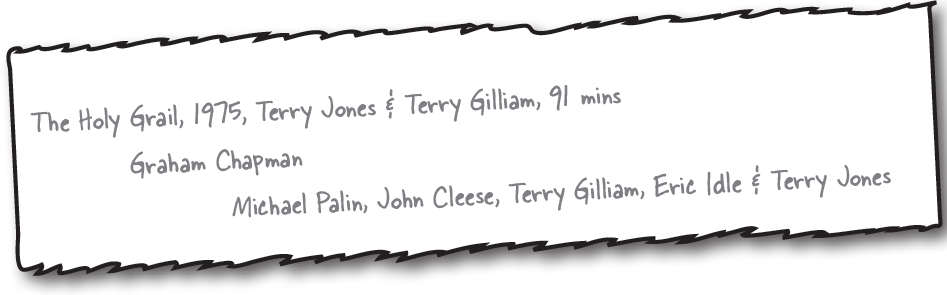 The Holy Grail, 1975, Terry Jones & Terry Gilliam, 91 mins
Graham Chapman
Michael Palin, John Cleese, Terry Gilliam, Eric Idle & Terry Jones